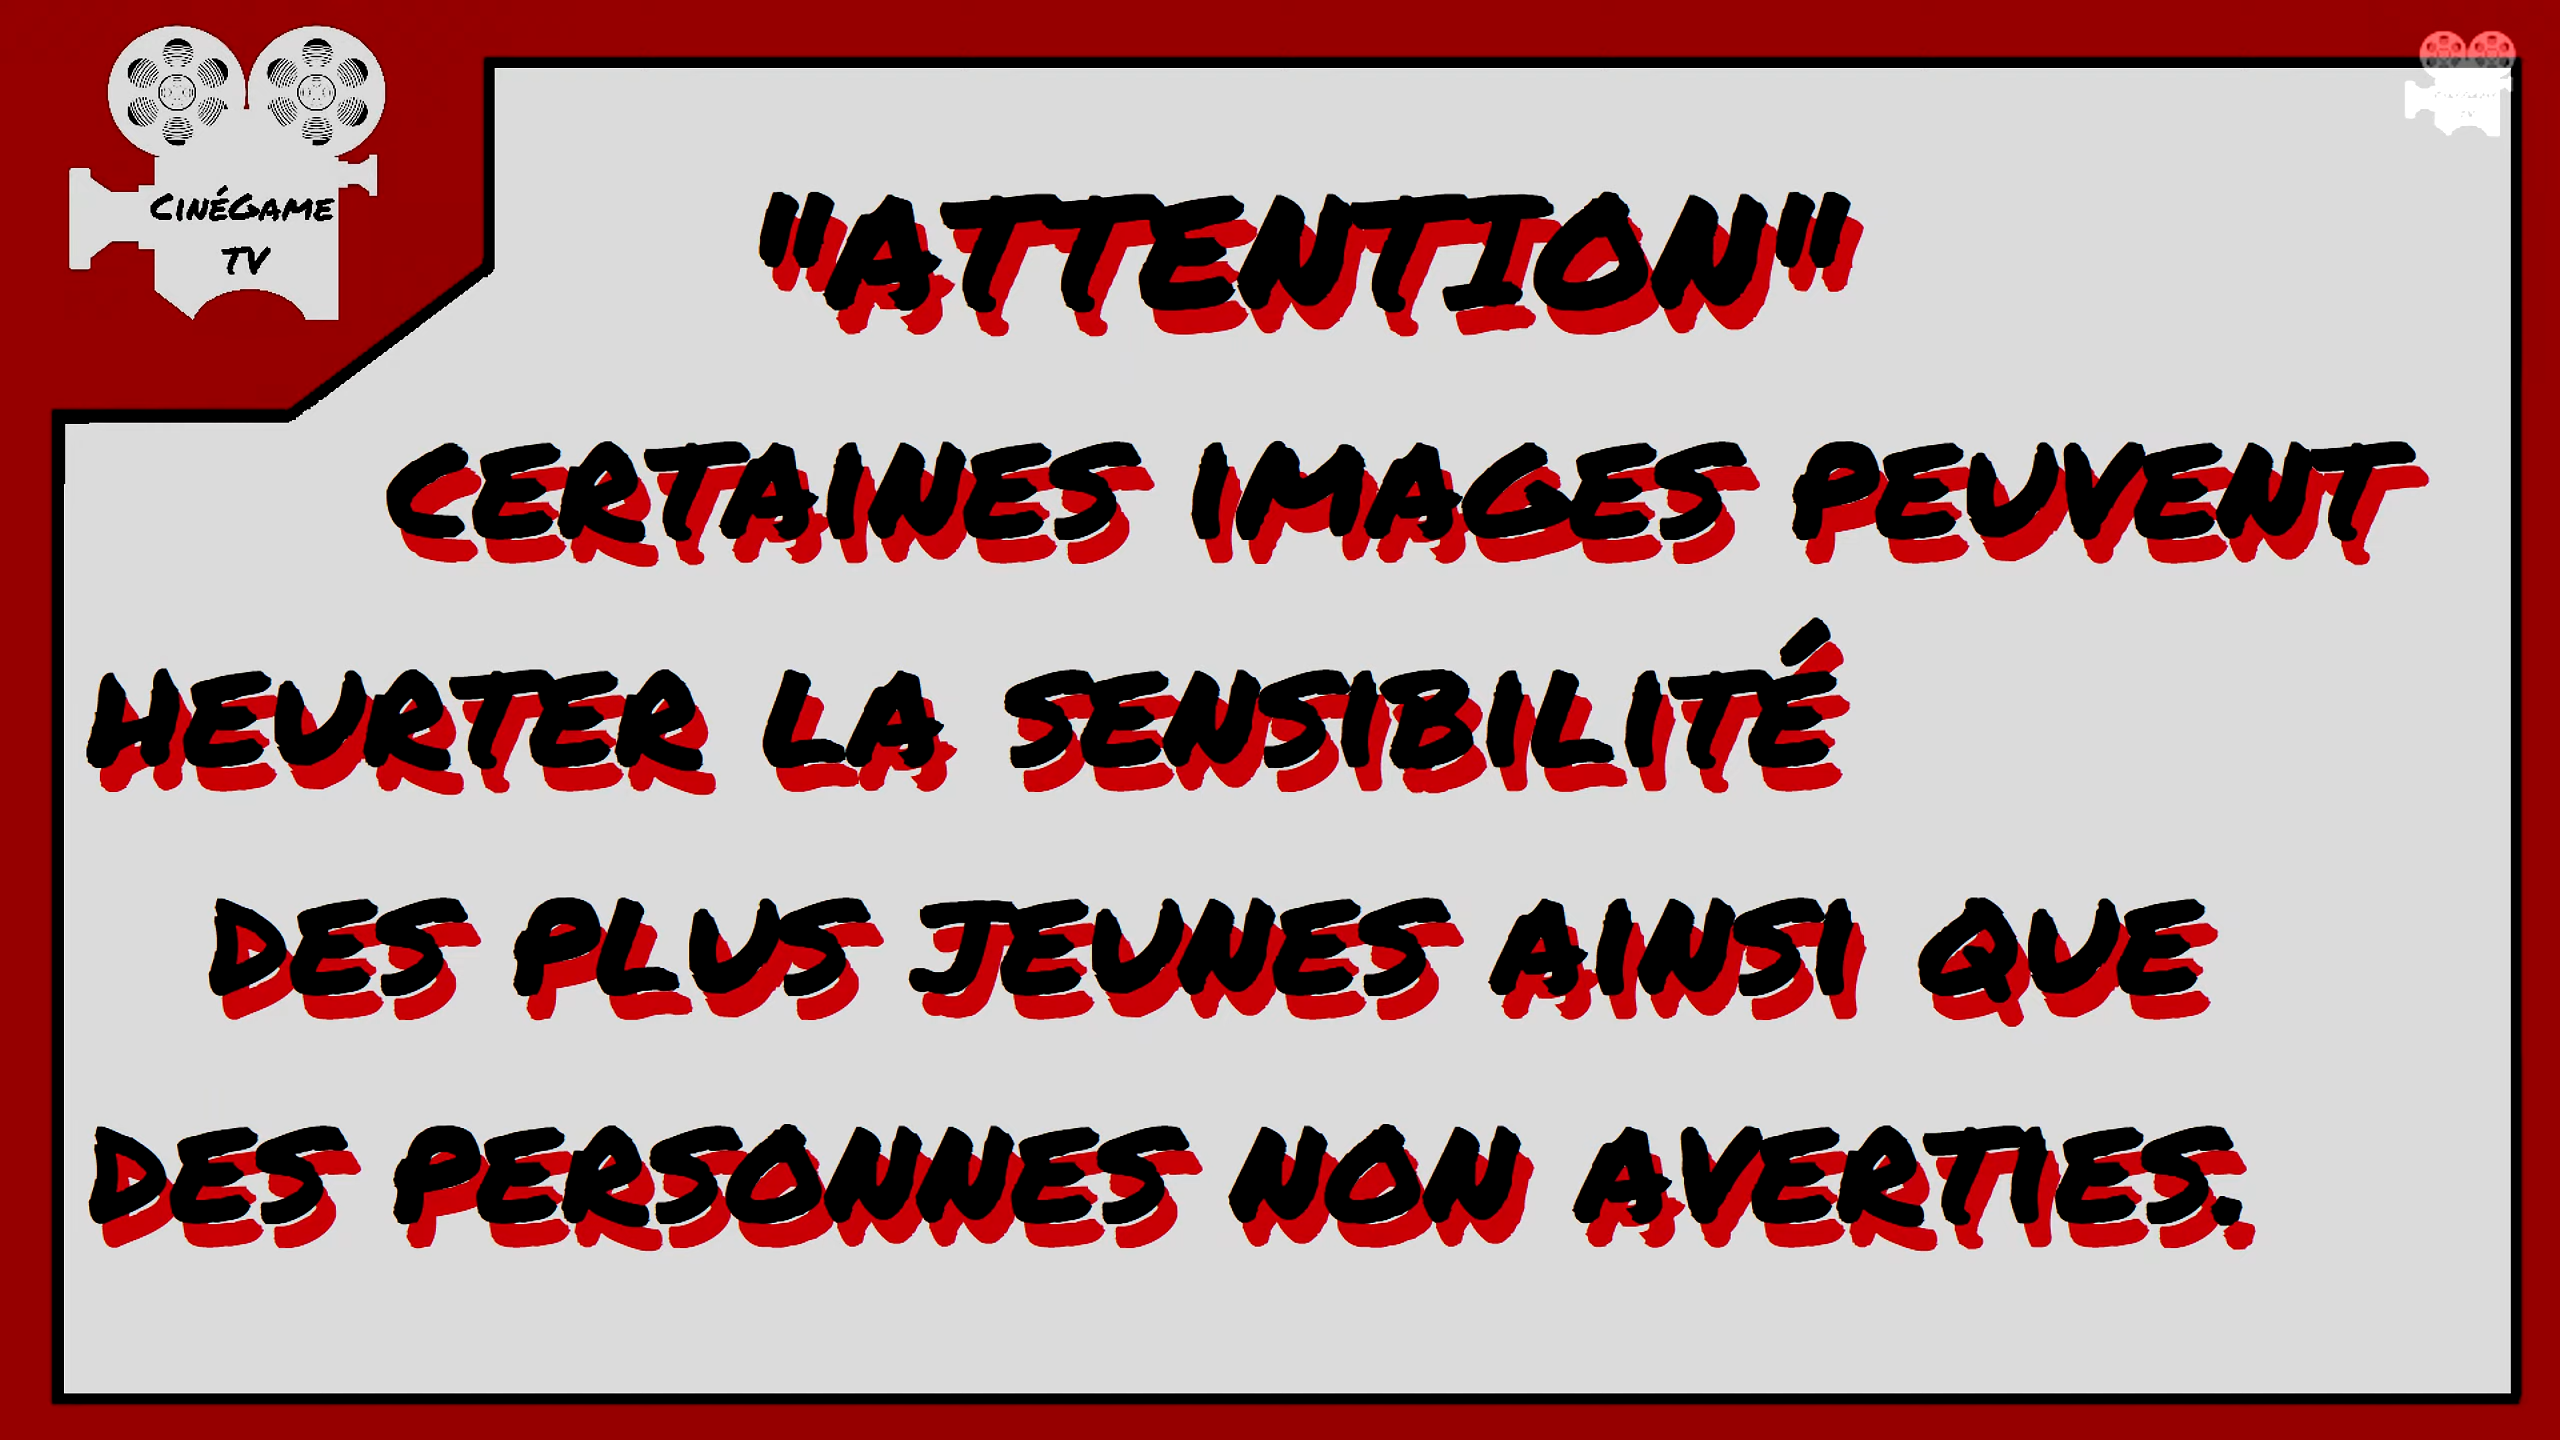 CINÉGAME
TV
"ATTENTION"
CERTAINES IMAGES PEUVENT
HEURTER LA SENSIBILITÉ
DES PLUS JEUNES AINSI QUE
DES PERSONNES NON AVERTIES.